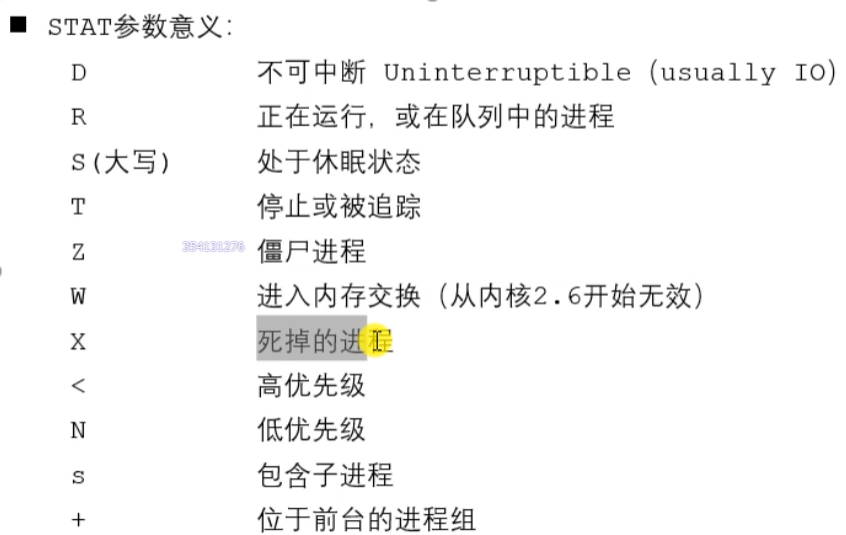 ■ STAT参数意义：
D 不可中断 Uninterruptible (usually IO)
R 正在运行，或在队列中的进程
S(大写) 处于休眠状态
T 停止或被追踪
Z 394131276 僵尸进程
W 进入内存交换（从内核2.6开始无效）
X 死掉的进程
< 高优先级
N 低优先级
s 包含子进程
+ 位于前台的进程组